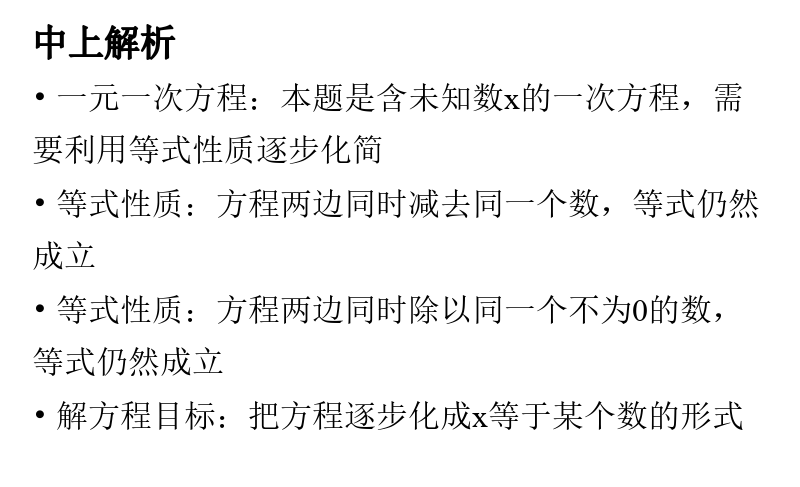 中上解析
• 一元一次方程：本题是含未知数x的一次方程，需
要利用等式性质逐步化简
• 等式性质：方程两边同时减去同一个数，等式仍然
成立
• 等式性质：方程两边同时除以同一个不为0的数，
等式仍然成立
• 解方程目标：把方程逐步化成x等于某个数的形式